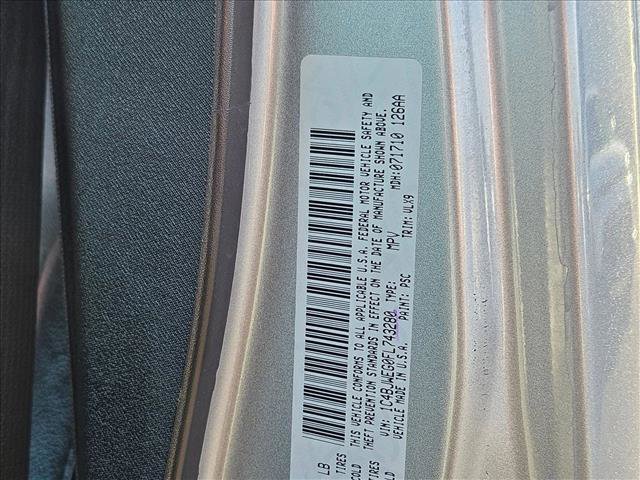 LB
TIRES
COLD
THIS VEHICLE CONFORMS TO ALL APPLICABLE U.S.A. FEDERAL MOTOR VEHICLE SAFETY AND
THEFT PREVENTION STANDARDS IN EFFECT ON THE DATE OF MANUFACTURE SHOWN ABOVE.
VIN: 1C4BJWEG0FL743280 TYPE: MPV MDH:071710 126AA
VEHICLE MADE IN U.S.A. PAINT: PSC TRIM: VLX9
TIRES
COLD